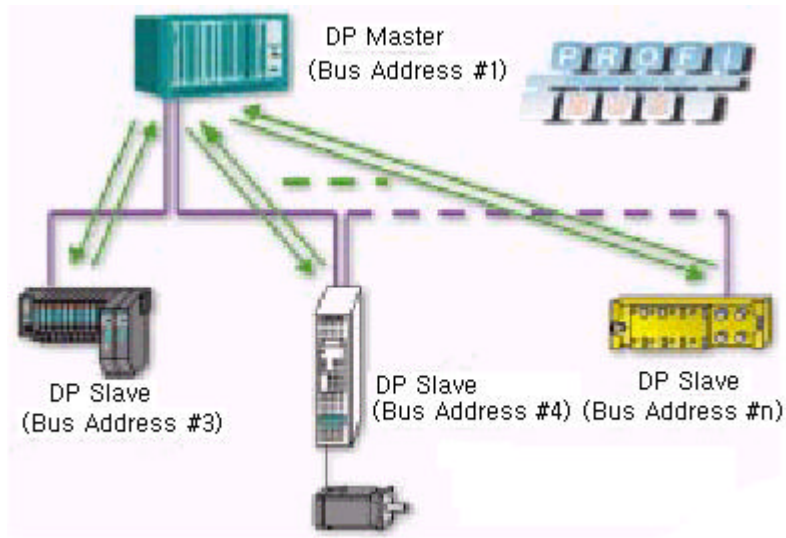 DP Master
(Bus Address #1)
PROFI
BUS
DP Slave
(Bus Address #3)
DP Slave
(Bus Address #4)
DP Slave
(Bus Address #n)